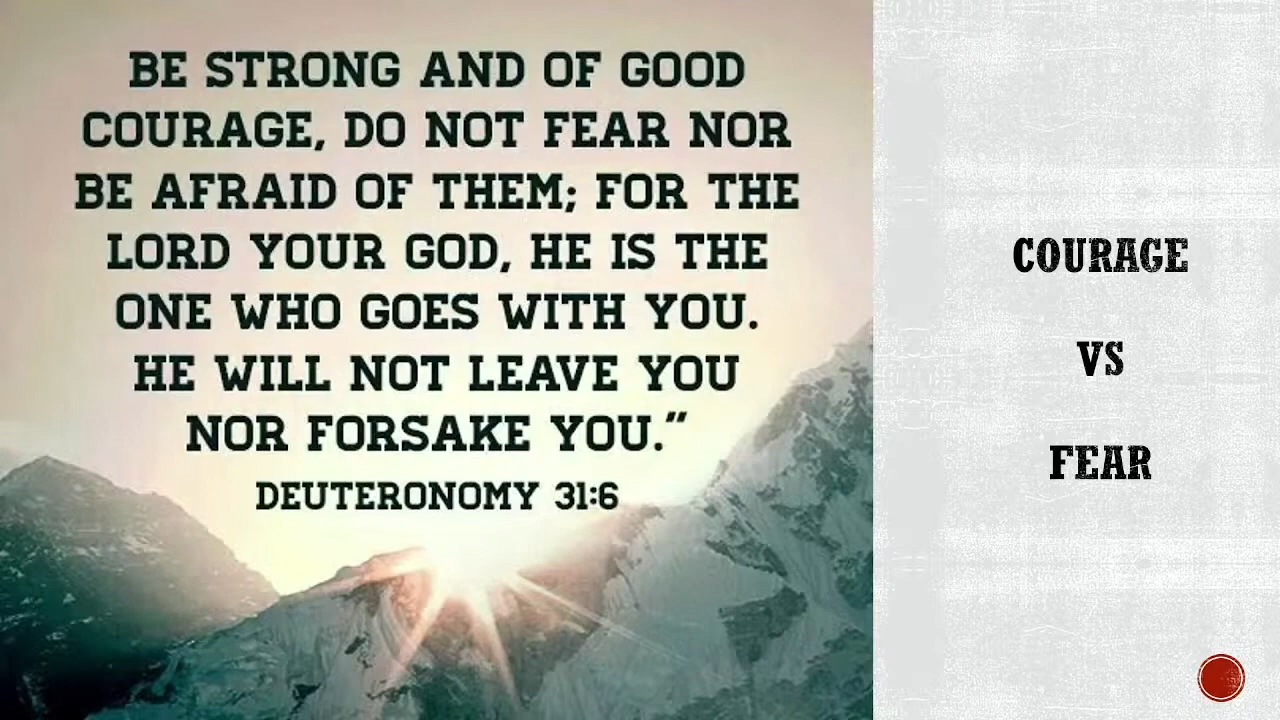 BE STRONG AND OF GOOD
COURAGE, DO NOT FEAR NOR
BE AFRAID OF THEM; FOR THE
LORD YOUR GOD, HE IS THE
ONE WHO GOES WITH YOU.
HE WILL NOT LEAVE YOU
NOR FORSAKE YOU.”
DEUTERONOMY 31:6
COURAGE
VS
FEAR